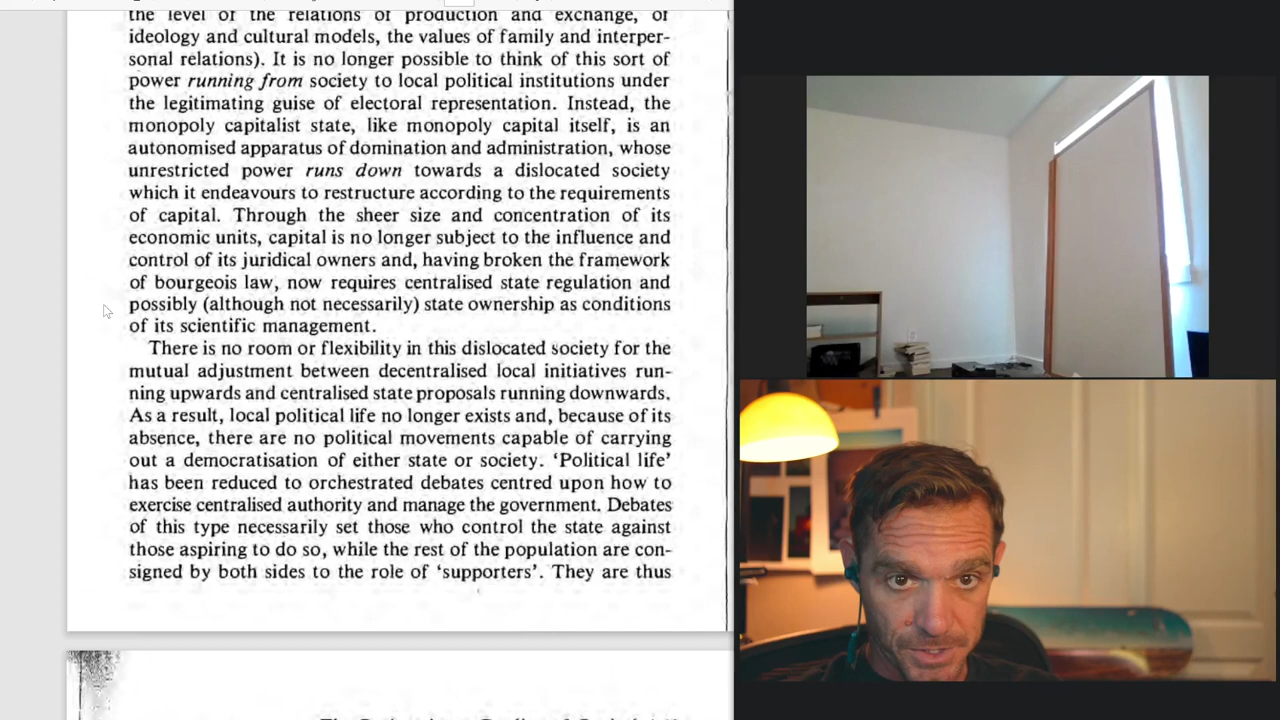 the level of the relations of production and exchange, of
ideology and cultural models, the values of family and interper-
sonal relations). It is no longer possible to think of this sort of
power running from society to local political institutions under
the legitimating guise of electoral representation. Instead, the
monopoly capitalist state, like monopoly capital itself, is an
autonomised apparatus of domination and administration, whose
unrestricted power runs down towards a dislocated society
which it endeavours to restructure according to the requirements
of capital. Through the sheer size and concentration of its
economic units, capital is no longer subject to the influence and
control of its juridical owners and, having broken the framework
of bourgeois law, now requires centralised state regulation and
possibly (although not necessarily) state ownership as conditions
of its scientific management.
There is no room or flexibility in this dislocated society for the
mutual adjustment between decentralised local initiatives run-
ning upwards and centralised state proposals running downwards.
As a result, local political life no longer exists and, because of its
absence, there are no political movements capable of carrying
out a democratisation of either state or society. ‘Political life’
has been reduced to orchestrated debates centred upon how to
exercise centralised authority and manage the government. Debates
of this type necessarily set those who control the state against
those aspiring to do so, while the rest of the population are con-
signed by both sides to the role of ‘supporters’. They are thus